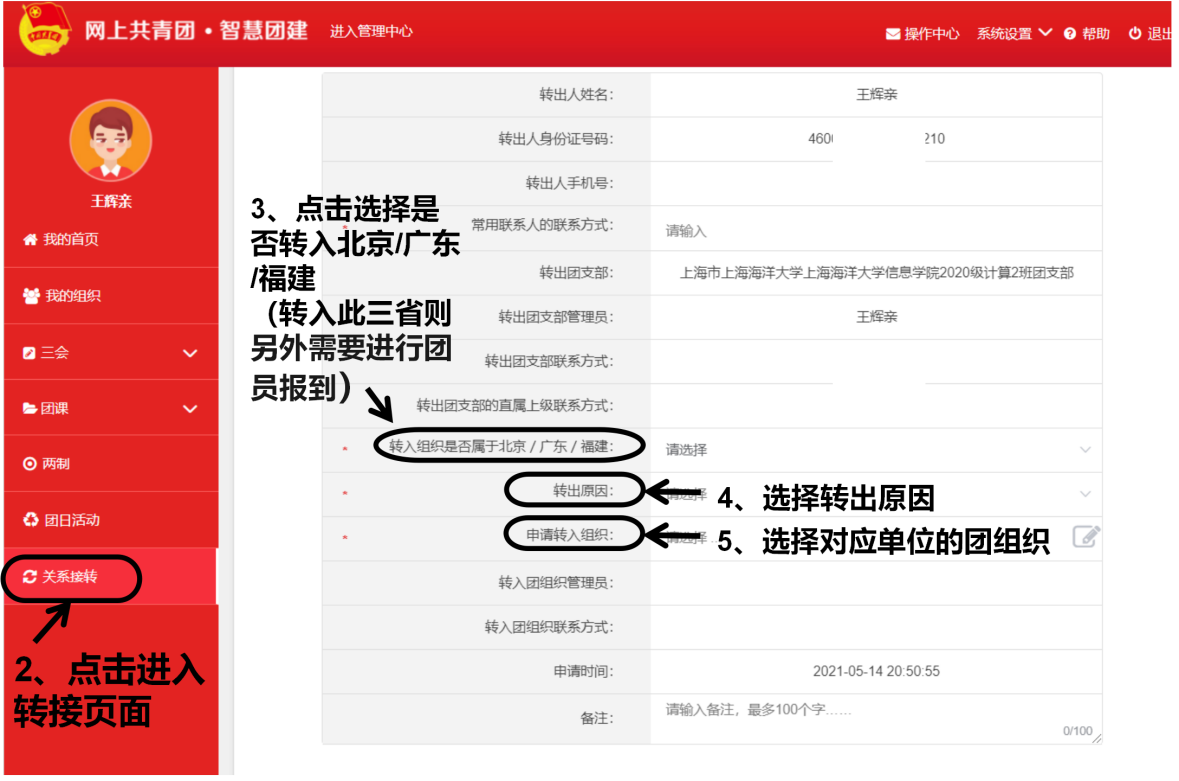 网上共青团·智慧团建 进入管理中心
操作中心 系统设置 帮助 退出
王辉亲
我的首页
我的组织
三会
团课
两制
团日活动
关系接转
2、点击进入
转接页面
3、点击选择是
否转入北京/广东
/福建
（转入此三省则
另外需要进行团
员报到）
转出人姓名： 王辉亲
转出人身份证号码： 460 210
转出人手机号：
* 常用联系人的联系方式： 请输入
转出团支部： 上海市上海海洋大学上海海洋大学信息学院2020级计算2班团支部
转出团支部管理员： 王辉亲
转出团支部联系方式：
转出团支部的直属上级联系方式：
* 转入组织是否属于北京 / 广东 / 福建： 请选择
* 转出原因： 请选择 4、选择转出原因
* 申请转入组织： 请选择 5、选择对应单位的团组织
转入团组织管理员：
转入团组织联系方式：
申请时间： 2021-05-14 20:50:55
备注： 请输入备注，最多100个字……
0/100